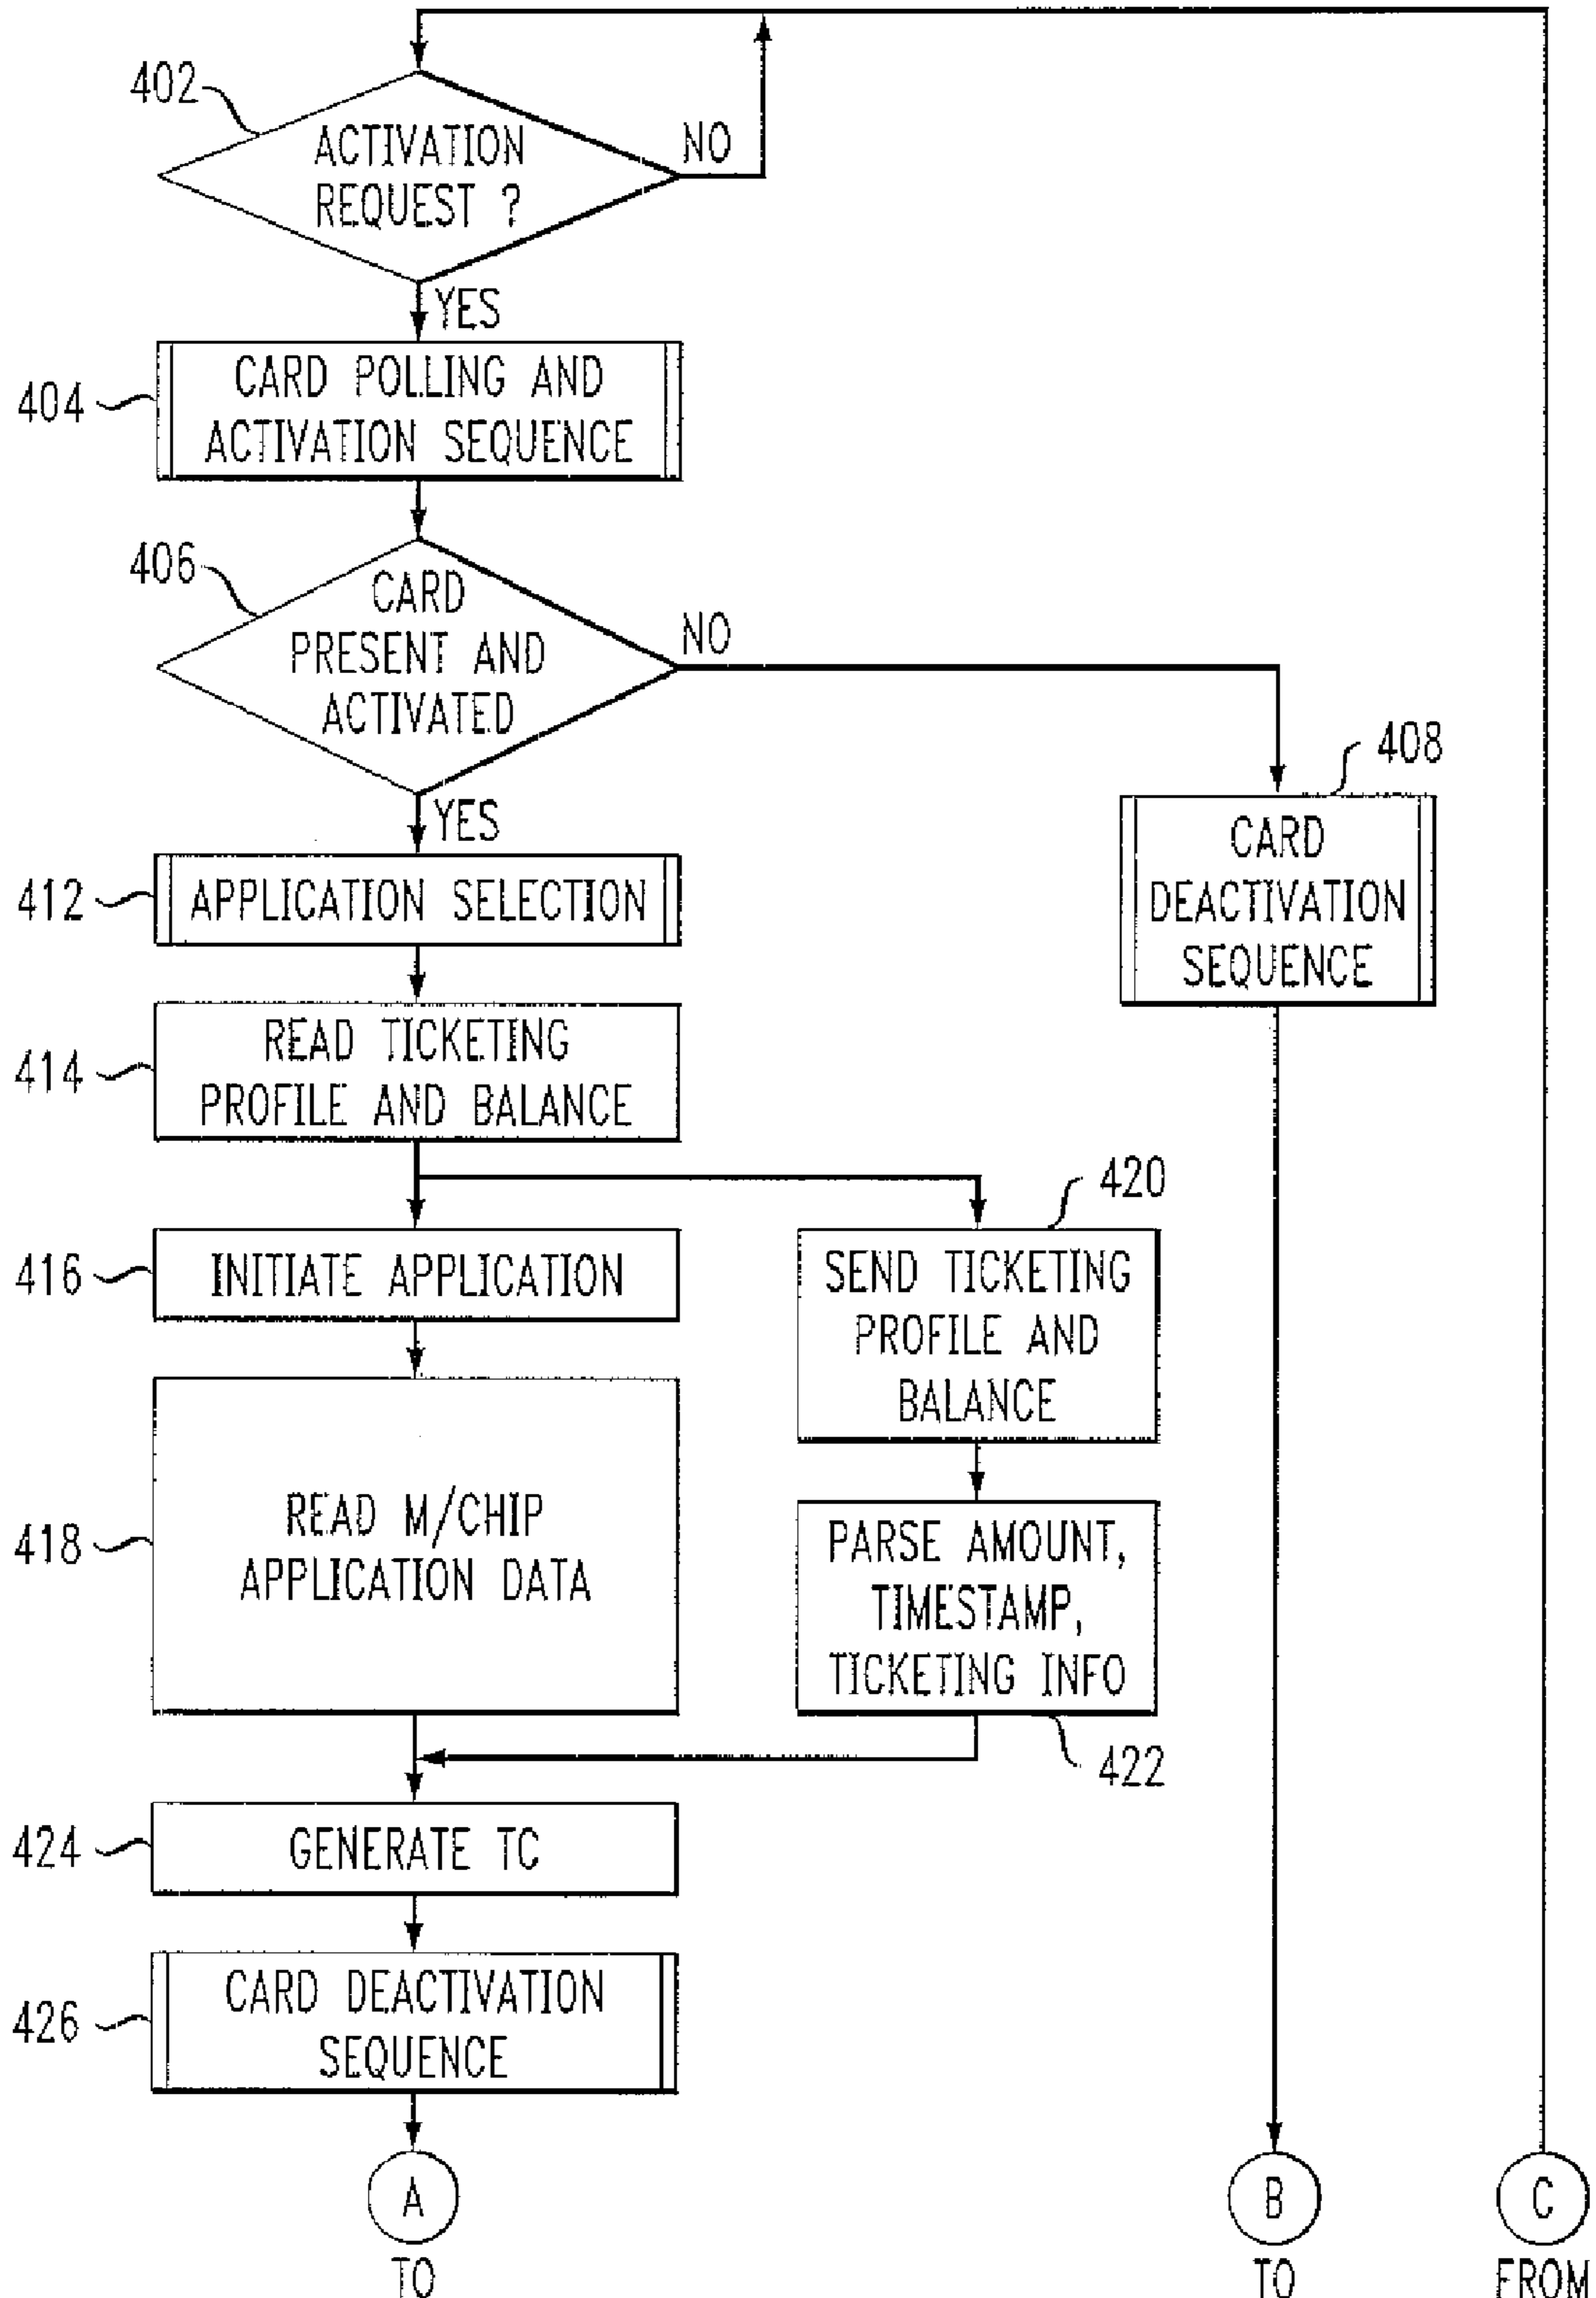 402
ACTIVATION
REQUEST ?
NO
YES
404
CARD POLLING AND
ACTIVATION SEQUENCE
406
CARD
PRESENT AND
ACTIVATED
NO
YES
408
CARD
DEACTIVATION
SEQUENCE
412
APPLICATION SELECTION
414
READ TICKETING
PROFILE AND BALANCE
416
INITIATE APPLICATION
420
SEND TICKETING
PROFILE AND
BALANCE
418
READ M/CHIP
APPLICATION DATA
PARSE AMOUNT,
TIMESTAMP,
TICKETING INFO
422
424
GENERATE TC
426
CARD DEACTIVATION
SEQUENCE
A
TO
B
TO
C
FROM